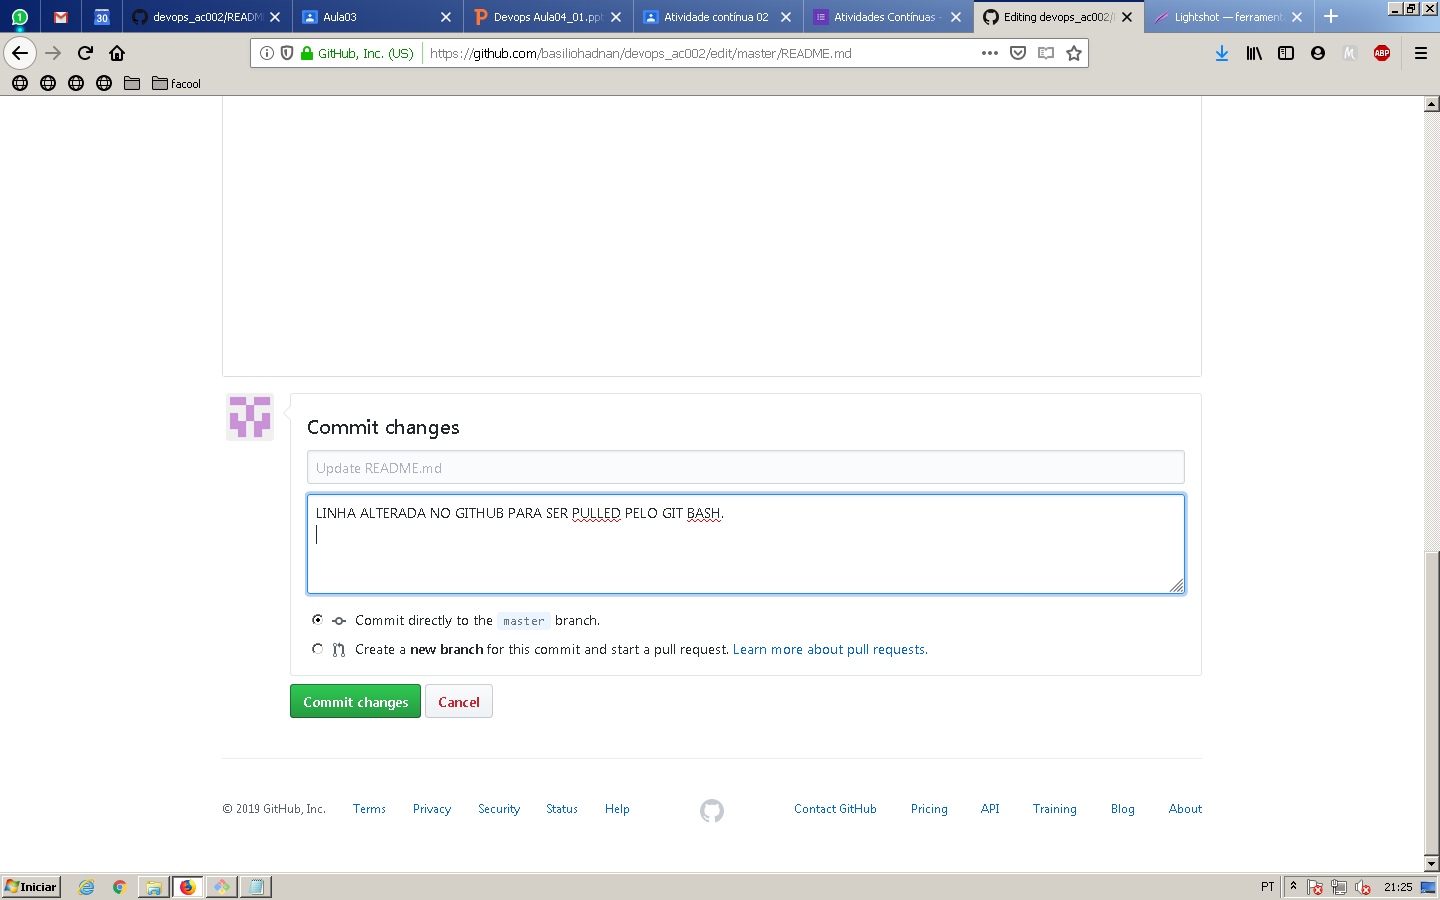 1
30
devops_ac002/READM
Aula03
Devops Aula04_01.ppt
Atividade contínua 02
Atividades Contínuas -
Editing devops_ac002/
Lightshot — ferrament
GitHub, Inc. (US)
https://github.com/basiliohadnan/devops_ac002/edit/master/README.md
ABP
facool
Commit changes
Update README.md
LINHA ALTERADA NO GITHUB PARA SER PULLED PELO GIT BASH.
Commit directly to the master branch.
Create a new branch for this commit and start a pull request. Learn more about pull requests.
Commit changes Cancel
© 2019 GitHub, Inc. Terms Privacy Security Status Help Contact GitHub Pricing API Training Blog About
Iniciar
PT
21:25